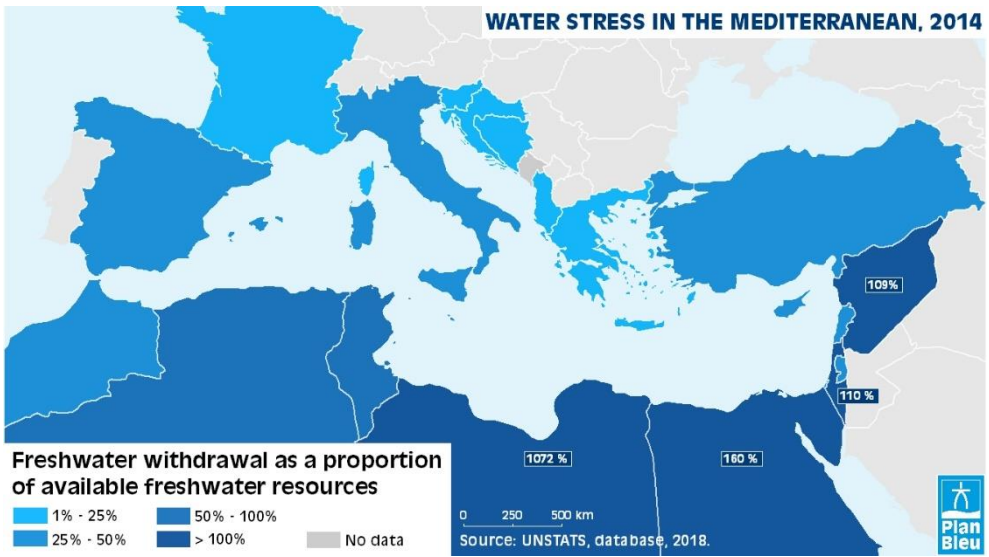 WATER STRESS IN THE MEDITERRANEAN, 2014
109%
110 %
1072 %
160 %
Freshwater withdrawal as a proportion
of available freshwater resources
1% - 25%
50% - 100%
25% - 50%
> 100%
No data
0 250 500 km
Source: UNSTATS, database, 2018.
Plan
Bleu